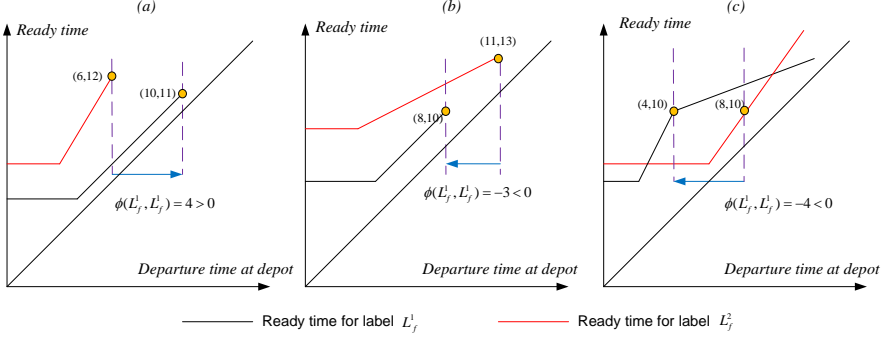 (a)
Ready time
(6,12)
(10,11)
ϕ(L_f^1, L_f^1) = 4 > 0
Departure time at depot
(b)
Ready time
(11,13)
(8,10)
ϕ(L_f^1, L_f^1) = −3 < 0
Departure time at depot
(c)
Ready time
(4,10)
(8,10)
ϕ(L_f^1, L_f^1) = −4 < 0
Departure time at depot
Ready time for label L_f^1
Ready time for label L_f^2